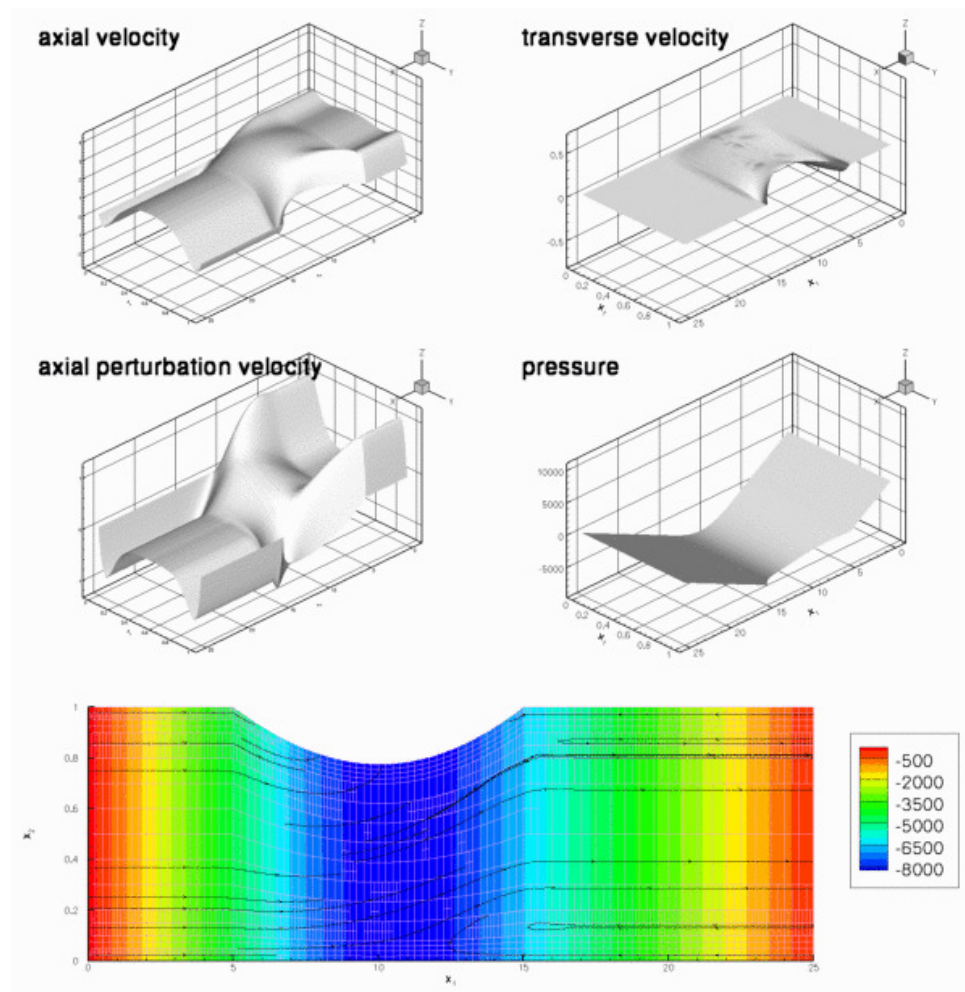 axial velocity
transverse velocity
Z
X
Y
Z
X
Y
0.5
0
-0.5
0
0.2
0.4
0.6
0.8
1
x₂
25
20
15
10
5
0
x₁
axial perturbation velocity
pressure
Z
X
Y
Z
X
Y
10000
5000
0
-5000
0
0.2
0.4
0.6
0.8
1
x₂
25
20
15
10
5
0
x₁
1
0.8
0.6
0.4
0.2
0
x₂
0
5
10
15
20
25
x₁
-500
-2000
-3500
-5000
-6500
-8000